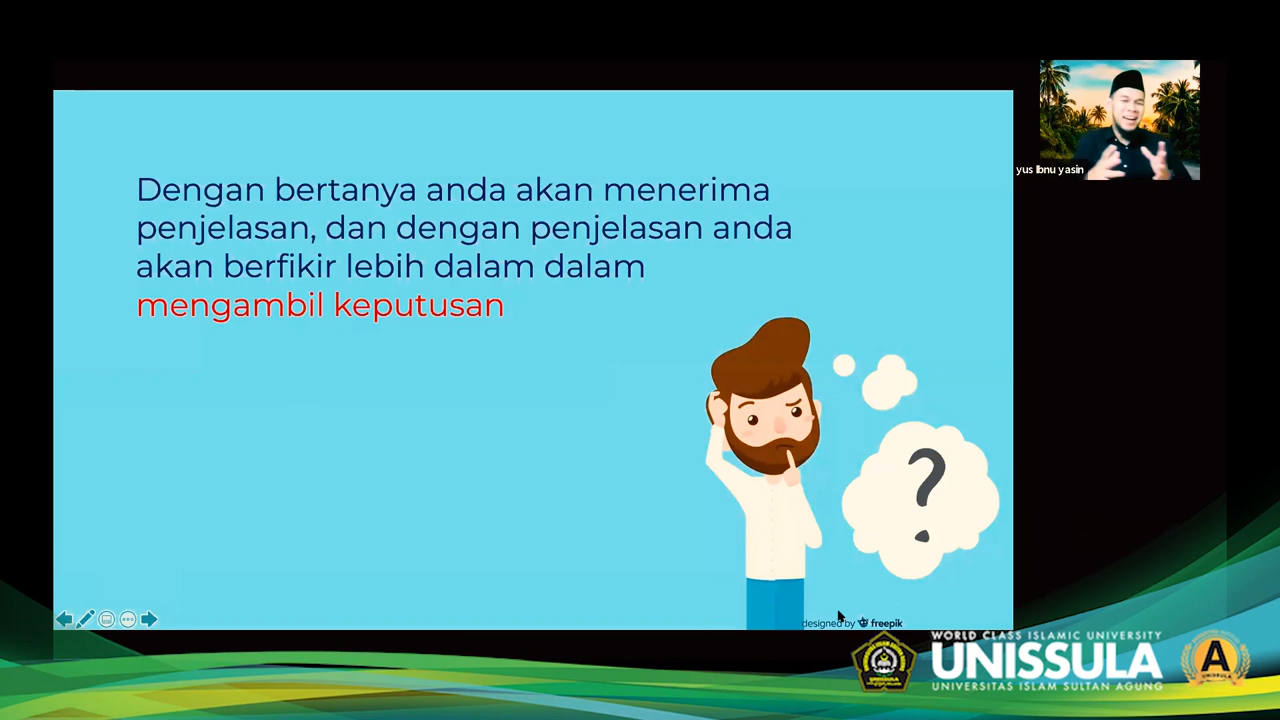 Dengan bertanya anda akan menerima
penjelasan, dan dengan penjelasan anda
akan berfikir lebih dalam dalam
mengambil keputusan
yus Ibnu yasin
?
designed by freepik
WORLD CLASS ISLAMIC UNIVERSITY
UNISSULA
UNIVERSITAS ISLAM SULTAN AGUNG
A
UNISSULA